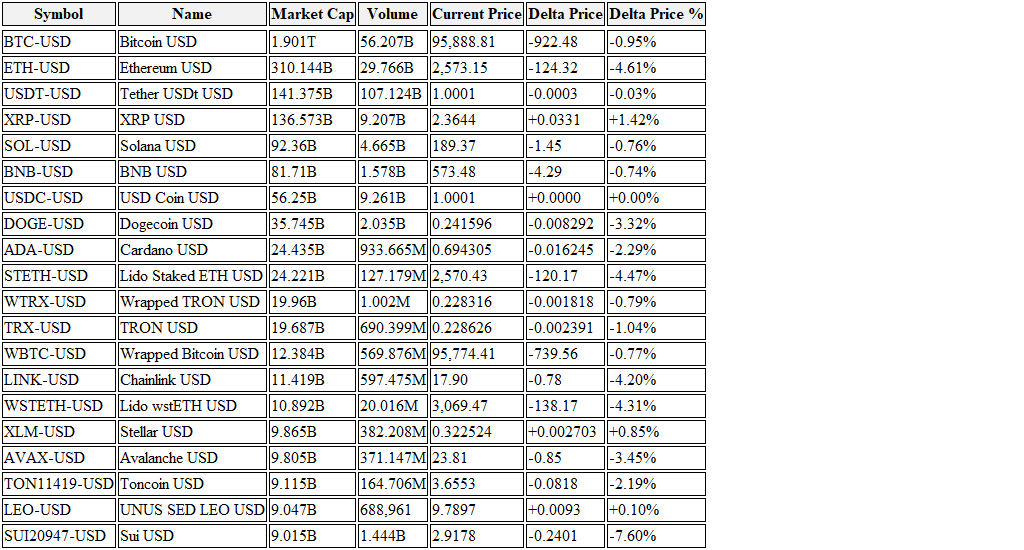 Symbol Name Market Cap Volume Current Price Delta Price Delta Price %
BTC-USD Bitcoin USD 1.901T 56.207B 95,888.81 -922.48 -0.95%
ETH-USD Ethereum USD 310.144B 29.766B 2,573.15 -124.32 -4.61%
USDT-USD Tether USDt USD 141.375B 107.124B 1.0001 -0.0003 -0.03%
XRP-USD XRP USD 136.573B 9.207B 2.3644 +0.0331 +1.42%
SOL-USD Solana USD 92.36B 4.665B 189.37 -1.45 -0.76%
BNB-USD BNB USD 81.71B 1.578B 573.48 -4.29 -0.74%
USDC-USD USD Coin USD 56.25B 9.261B 1.0001 +0.0000 +0.00%
DOGE-USD Dogecoin USD 35.745B 2.035B 0.241596 -0.008292 -3.32%
ADA-USD Cardano USD 24.435B 933.665M 0.694305 -0.016245 -2.29%
STETH-USD Lido Staked ETH USD 24.221B 127.179M 2,570.43 -120.17 -4.47%
WTRX-USD Wrapped TRON USD 19.96B 1.002M 0.228316 -0.001818 -0.79%
TRX-USD TRON USD 19.687B 690.399M 0.228626 -0.002391 -1.04%
WBTC-USD Wrapped Bitcoin USD 12.384B 569.876M 95,774.41 -739.56 -0.77%
LINK-USD Chainlink USD 11.419B 597.475M 17.90 -0.78 -4.20%
WSTETH-USD Lido wstETH USD 10.892B 20.016M 3,069.47 -138.17 -4.31%
XLM-USD Stellar USD 9.865B 382.208M 0.322524 +0.002703 +0.85%
AVAX-USD Avalanche USD 9.805B 371.147M 23.81 -0.85 -3.45%
TON11419-USD Toncoin USD 9.115B 164.706M 3.6553 -0.0818 -2.19%
LEO-USD UNUS SED LEO USD 9.047B 688,961 9.7897 +0.0093 +0.10%
SUI20947-USD Sui USD 9.015B 1.444B 2.9178 -0.2401 -7.60%